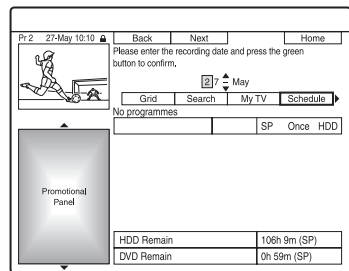 Pr 2 27-May 10:10
Back Next Home
Please enter the recording date and press the green
button to confirm.
27 May
Grid Search My TV Schedule
No programmes
SP Once HDD
Promotional
Panel
HDD Remain 106h 9m (SP)
DVD Remain 0h 59m (SP)